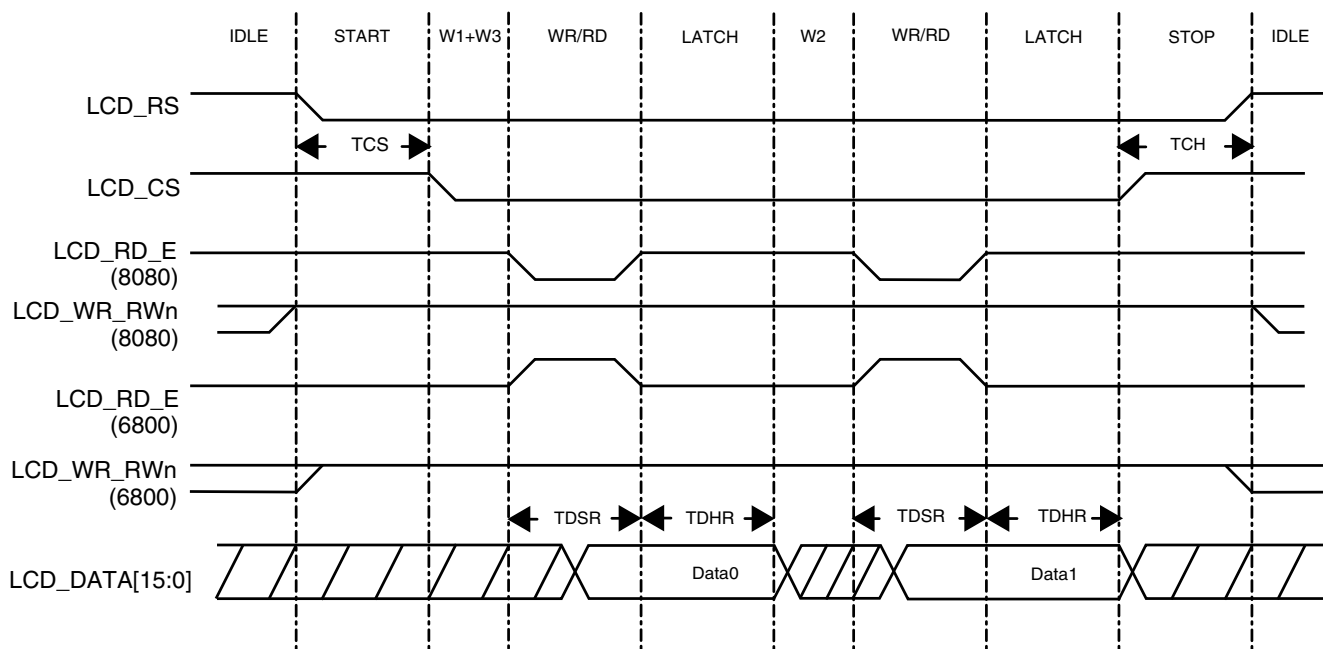 IDLE START W1+W3 WR/RD LATCH W2 WR/RD LATCH STOP IDLE
LCD_RS
TCS TCH
LCD_CS
LCD_RD_E
(8080)
LCD_WR_RWn
(8080)
LCD_RD_E
(6800)
LCD_WR_RWn
(6800)
TDSR TDHR TDSR TDHR
LCD_DATA[15:0] Data0 Data1